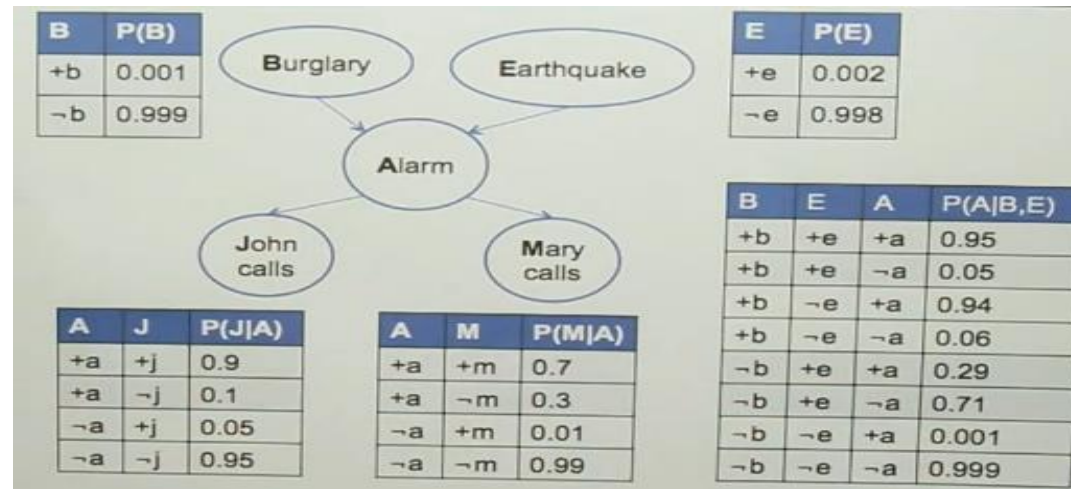 B P(B)
+b 0.001
¬b 0.999
Burglary
Earthquake
E P(E)
+e 0.002
¬e 0.998
Alarm
John
calls
Mary
calls
B E A P(A|B,E)
+b +e +a 0.95
+b +e ¬a 0.05
+b ¬e +a 0.94
+b ¬e ¬a 0.06
¬b +e +a 0.29
¬b +e ¬a 0.71
¬b ¬e +a 0.001
¬b ¬e ¬a 0.999
A J P(J|A)
+a +j 0.9
+a ¬j 0.1
¬a +j 0.05
¬a ¬j 0.95
A M P(M|A)
+a +m 0.7
+a ¬m 0.3
¬a +m 0.01
¬a ¬m 0.99